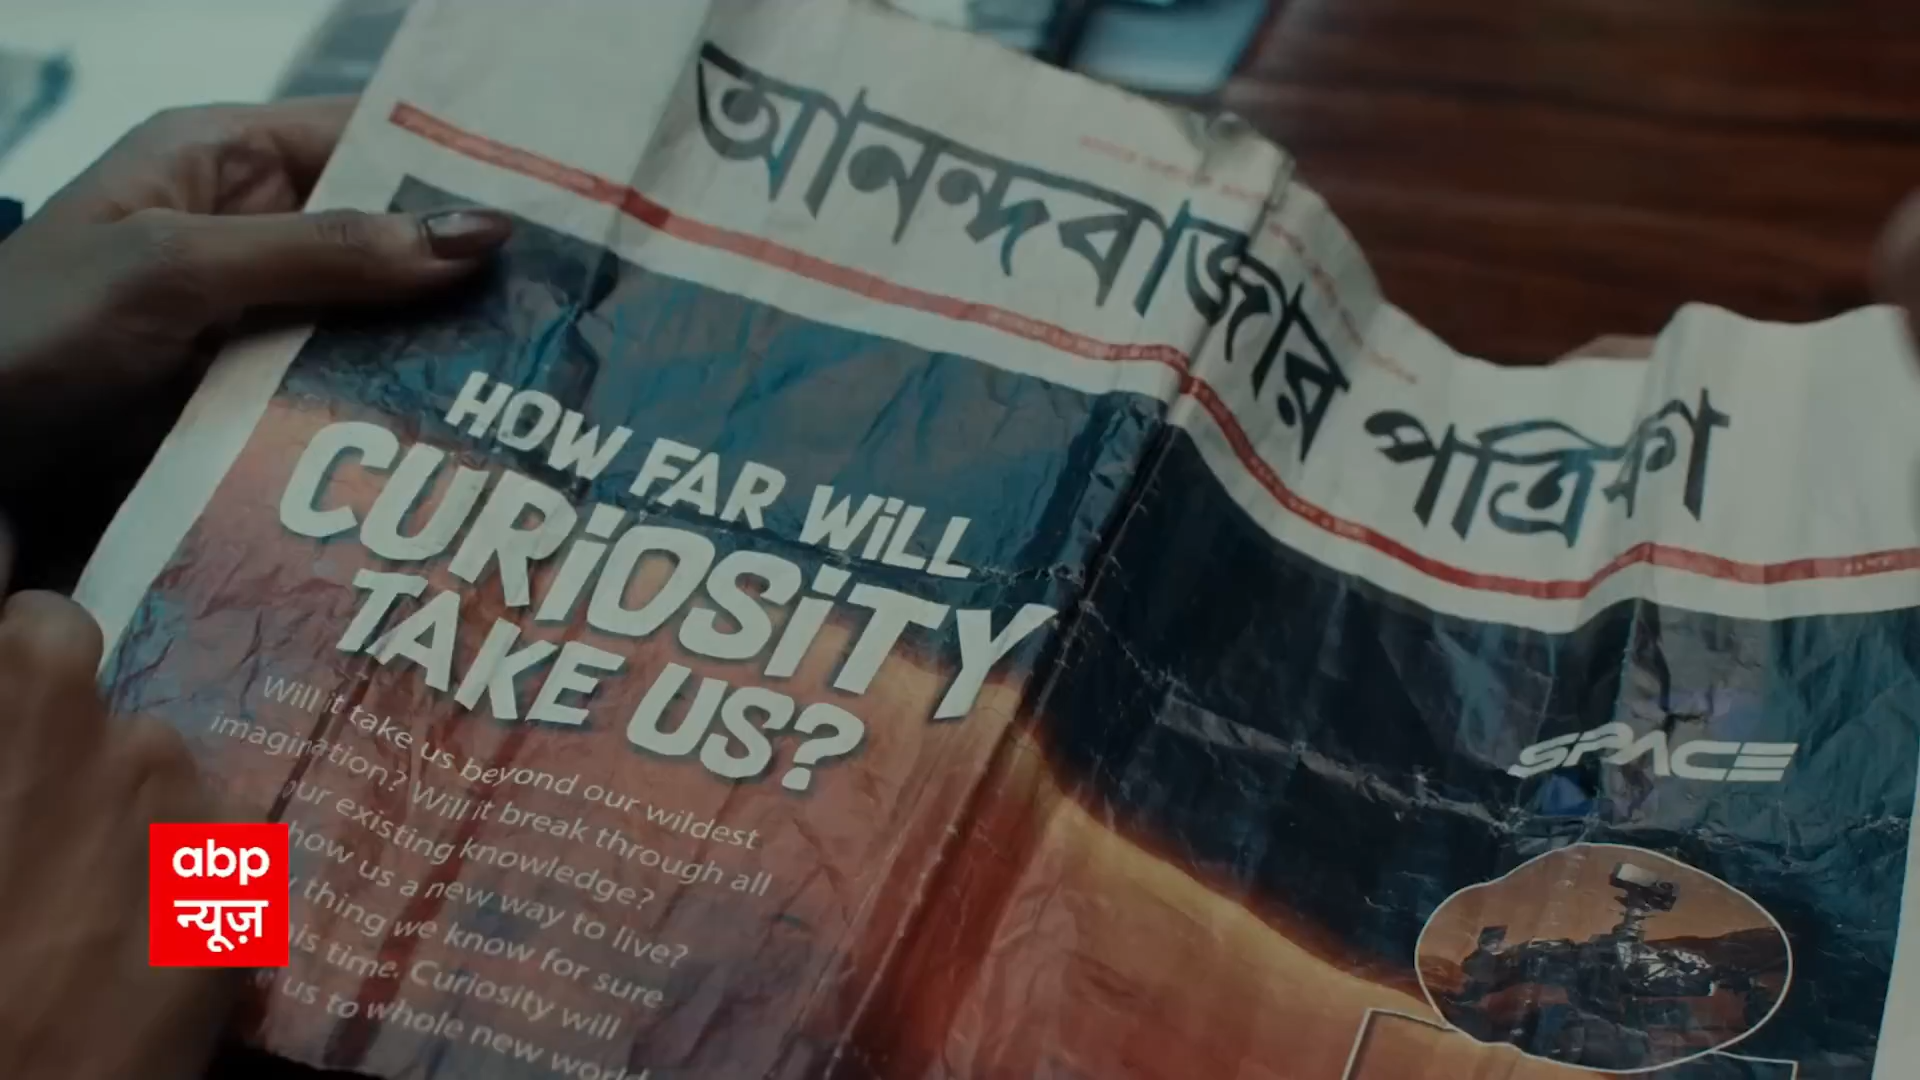 আনন্দবাজার পত্রিকা
HOW FAR WiLL
CURiOSiTY
TAKE US?
Will it take us beyond our wildest
imagination? Will it break through all
our existing knowledge?
how us a new way to live?
thing we know for sure
is time. Curiosity will
us to whole new world
SPACE
abp
न्यूज़